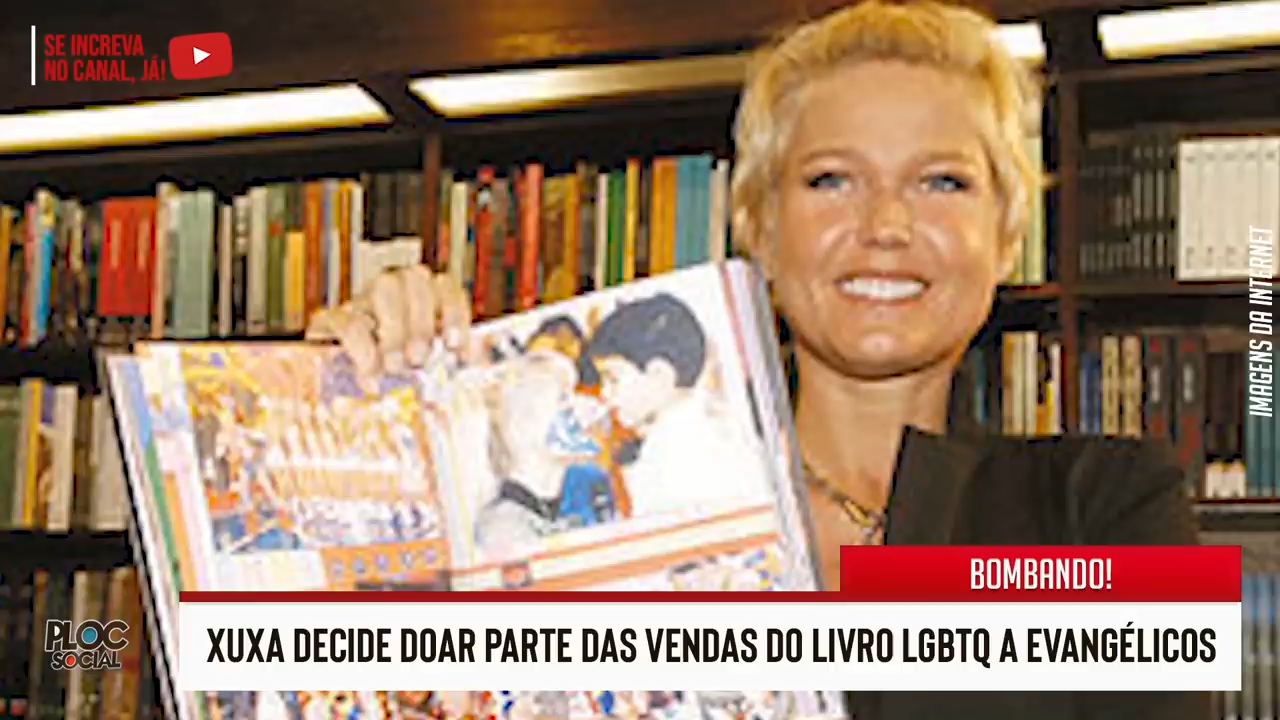 SE INCREVA
NO CANAL, JÁ!
IMAGENS DA INTERNET
BOMBANDO!
PLOC
SOCIAL
XUXA DECIDE DOAR PARTE DAS VENDAS DO LIVRO LGBTQ A EVANGÉLICOS